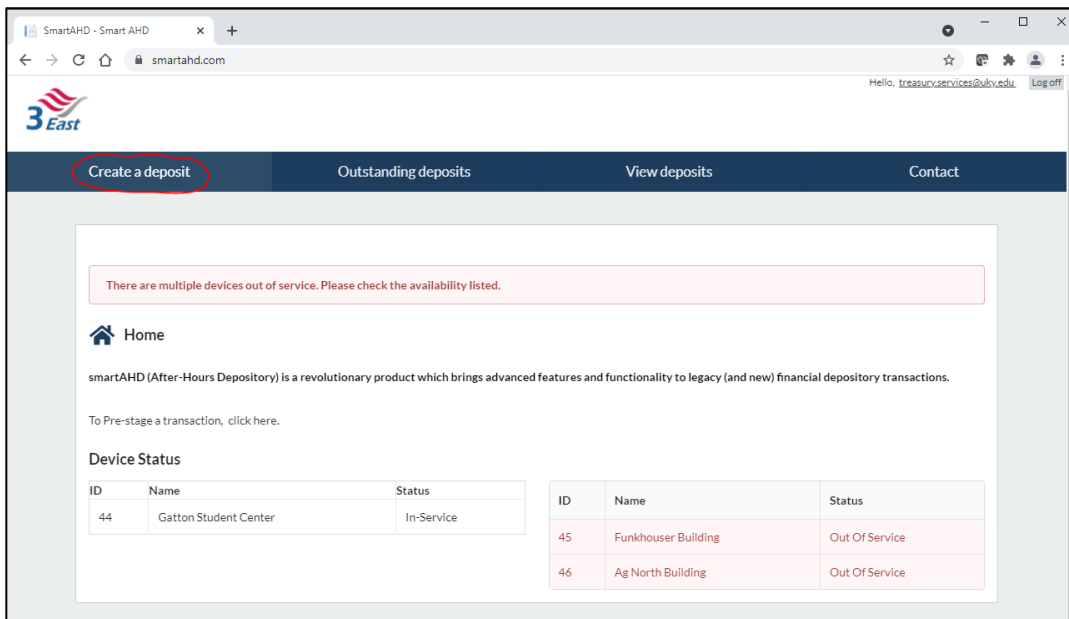 SmartAHD - Smart AHD
smartahd.com
Hello, treasury.services@uky.edu Log off
3 East
Create a deposit Outstanding deposits View deposits Contact
There are multiple devices out of service. Please check the availability listed.
Home
smartAHD (After-Hours Depository) is a revolutionary product which brings advanced features and functionality to legacy (and new) financial depository transactions.
To Pre-stage a transaction, click here.
Device Status
ID Name Status
44 Gatton Student Center In-Service
ID Name Status
45 Funkhouser Building Out Of Service
46 Ag North Building Out Of Service